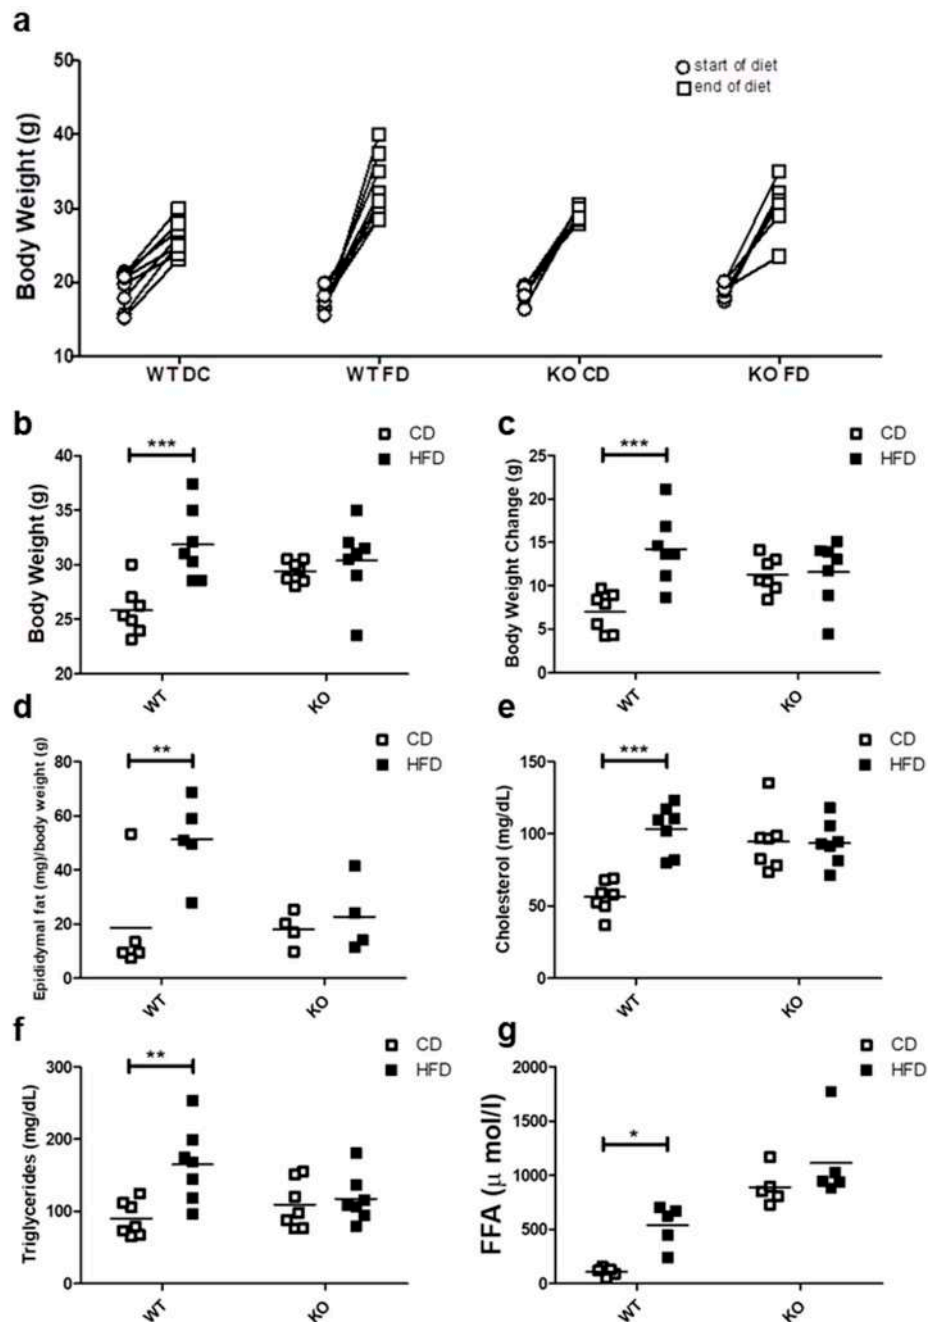 a
50
40
30
20
10
Body Weight (g)
start of diet
end of diet
WT DC
WT FD
KO CD
KO FD
b
***
CD
HFD
40
35
30
25
20
Body Weight (g)
WT
KO
c
***
CD
HFD
25
20
15
10
5
0
Body Weight Change (g)
WT
KO
d
**
CD
HFD
80
60
40
20
0
Epididymal fat (mg)/body weight (g)
WT
KO
e
***
CD
HFD
150
100
50
0
Cholesterol (mg/dL)
WT
KO
f
**
CD
HFD
300
200
100
0
Triglycerides (mg/dL)
WT
KO
g
*
CD
HFD
2000
1500
1000
500
0
FFA (μ mol/l)
WT
KO